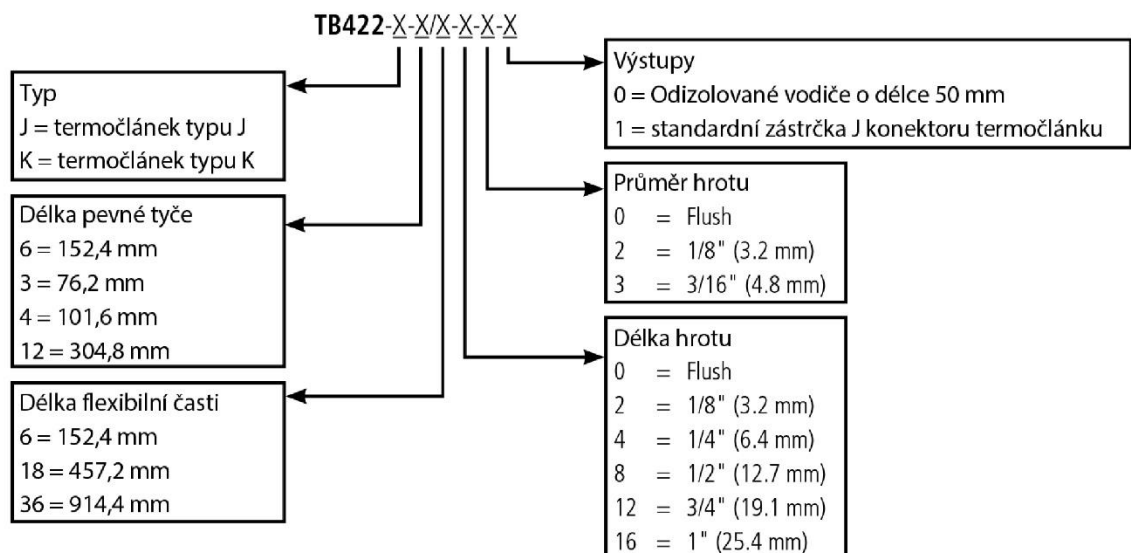 TB422-X-X/X-X-X-X
Typ
J = termočlánek typu J
K = termočlánek typu K
Délka pevné tyče
6 = 152,4 mm
3 = 76,2 mm
4 = 101,6 mm
12 = 304,8 mm
Délka flexibilní časti
6 = 152,4 mm
18 = 457,2 mm
36 = 914,4 mm
Výstupy
0 = Odizolované vodiče o délce 50 mm
1 = standardní zástrčka J konektoru termočlánku
Průměr hrotu
0 = Flush
2 = 1/8" (3.2 mm)
3 = 3/16" (4.8 mm)
Délka hrotu
0 = Flush
2 = 1/8" (3.2 mm)
4 = 1/4" (6.4 mm)
8 = 1/2" (12.7 mm)
12 = 3/4" (19.1 mm)
16 = 1" (25.4 mm)